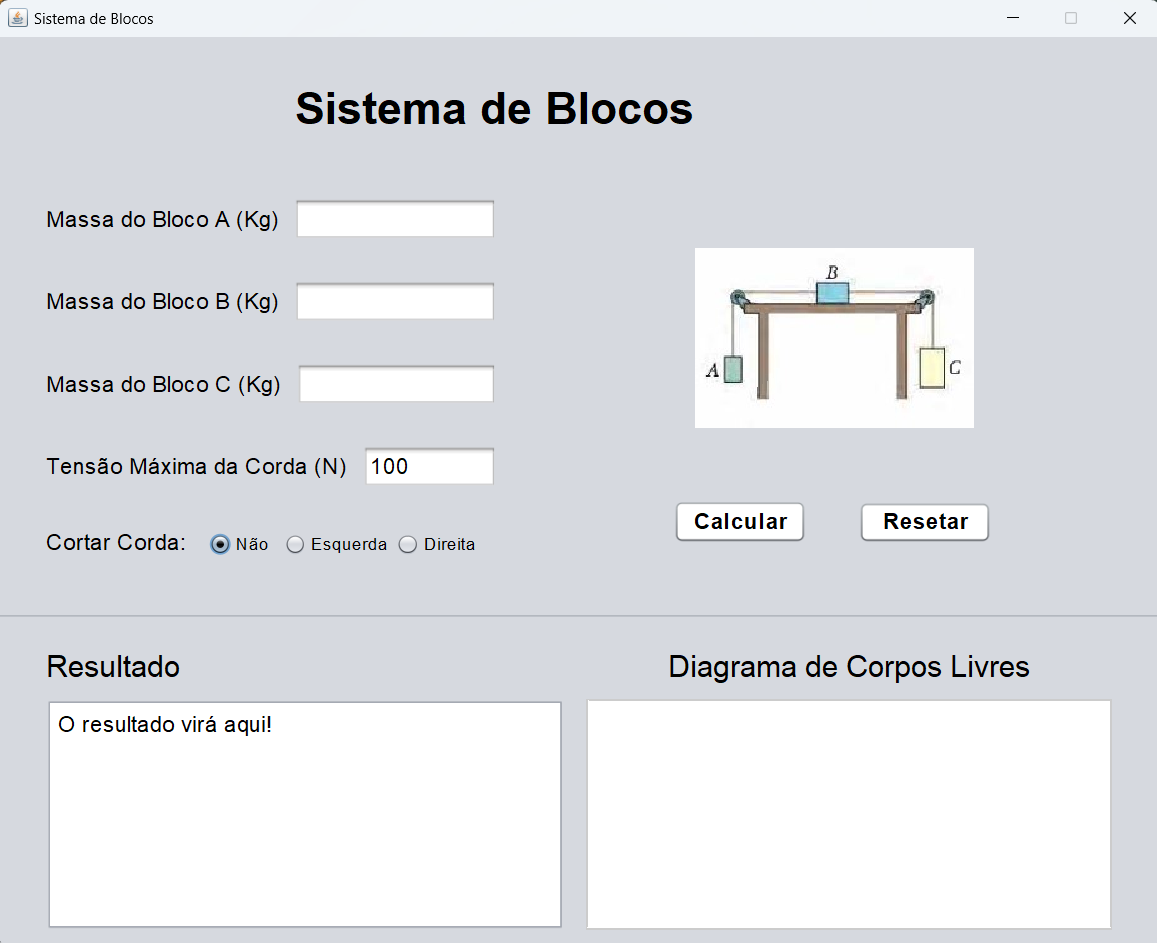 Sistema de Blocos
Sistema de Blocos
Massa do Bloco A (Kg)
Massa do Bloco B (Kg)
Massa do Bloco C (Kg)
Tensão Máxima da Corda (N) 100
Cortar Corda: Não Esquerda Direita
B
A
C
Calcular Resetar
Resultado
O resultado virá aqui!
Diagrama de Corpos Livres